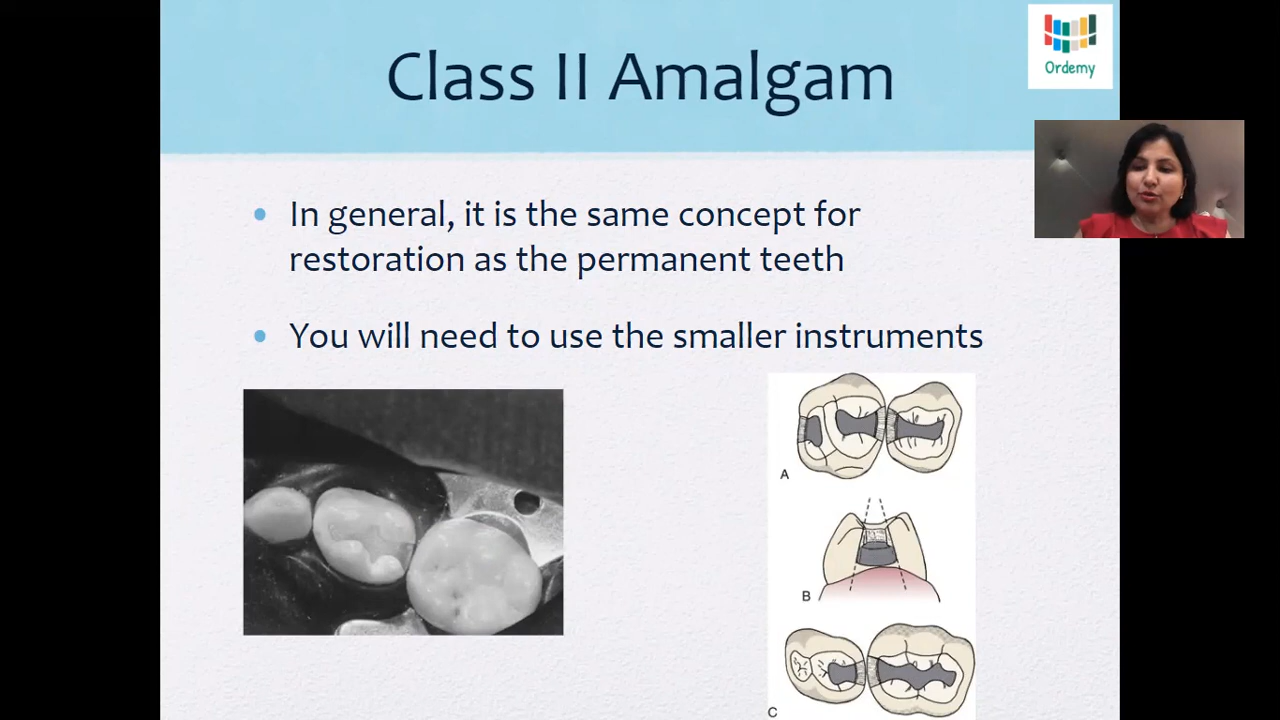 Class II Amalgam
Ordemy
• In general, it is the same concept for
restoration as the permanent teeth
• You will need to use the smaller instruments
A
B
C